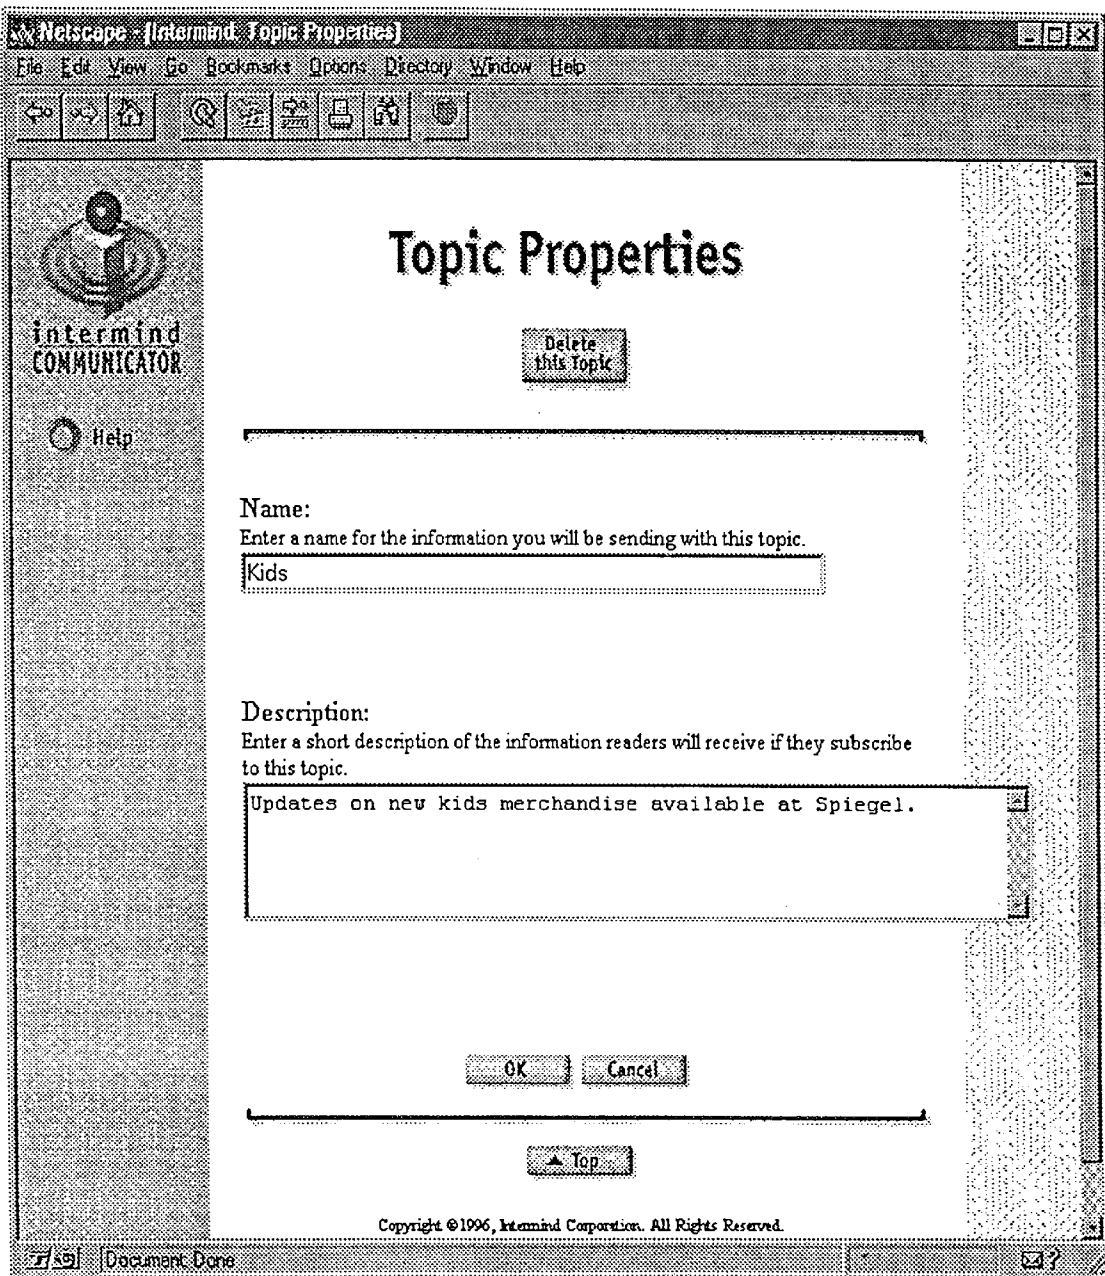 Netscape - [Intermind: Topic Properties]
File Edit View Go Bookmarks Options Directory Window Help
Topic Properties
intermind
COMMUNICATOR
Delete
this Topic
Help
Name:
Enter a name for the information you will be sending with this topic.
Kids
Description:
Enter a short description of the information readers will receive if they subscribe
to this topic.
Updates on new kids merchandise available at Spiegel.
OK Cancel
Top
Copyright ©1996, Intermind Corporation. All Rights Reserved.
Document: Done